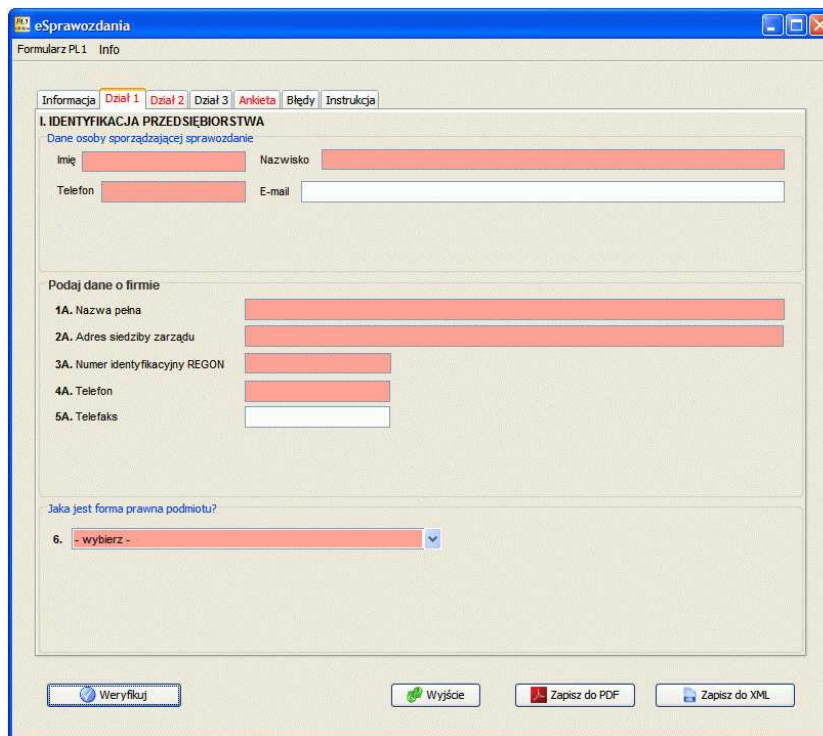 eSprawozdania
Formularz PL1 Info
Informacja Dział 1 Dział 2 Dział 3 Ankieta Błędy Instrukcja
I. IDENTYFIKACJA PRZEDSIĘBIORSTWA
Dane osoby sporządzającej sprawozdanie
Imię Nazwisko
Telefon E-mail
Podaj dane o firmie
1A. Nazwa pełna
2A. Adres siedziby zarządu
3A. Numer identyfikacyjny REGON
4A. Telefon
5A. Telefaks
Jaka jest forma prawna podmiotu?
6. - wybierz -
Weryfikuj Wyjście Zapisz do PDF Zapisz do XML